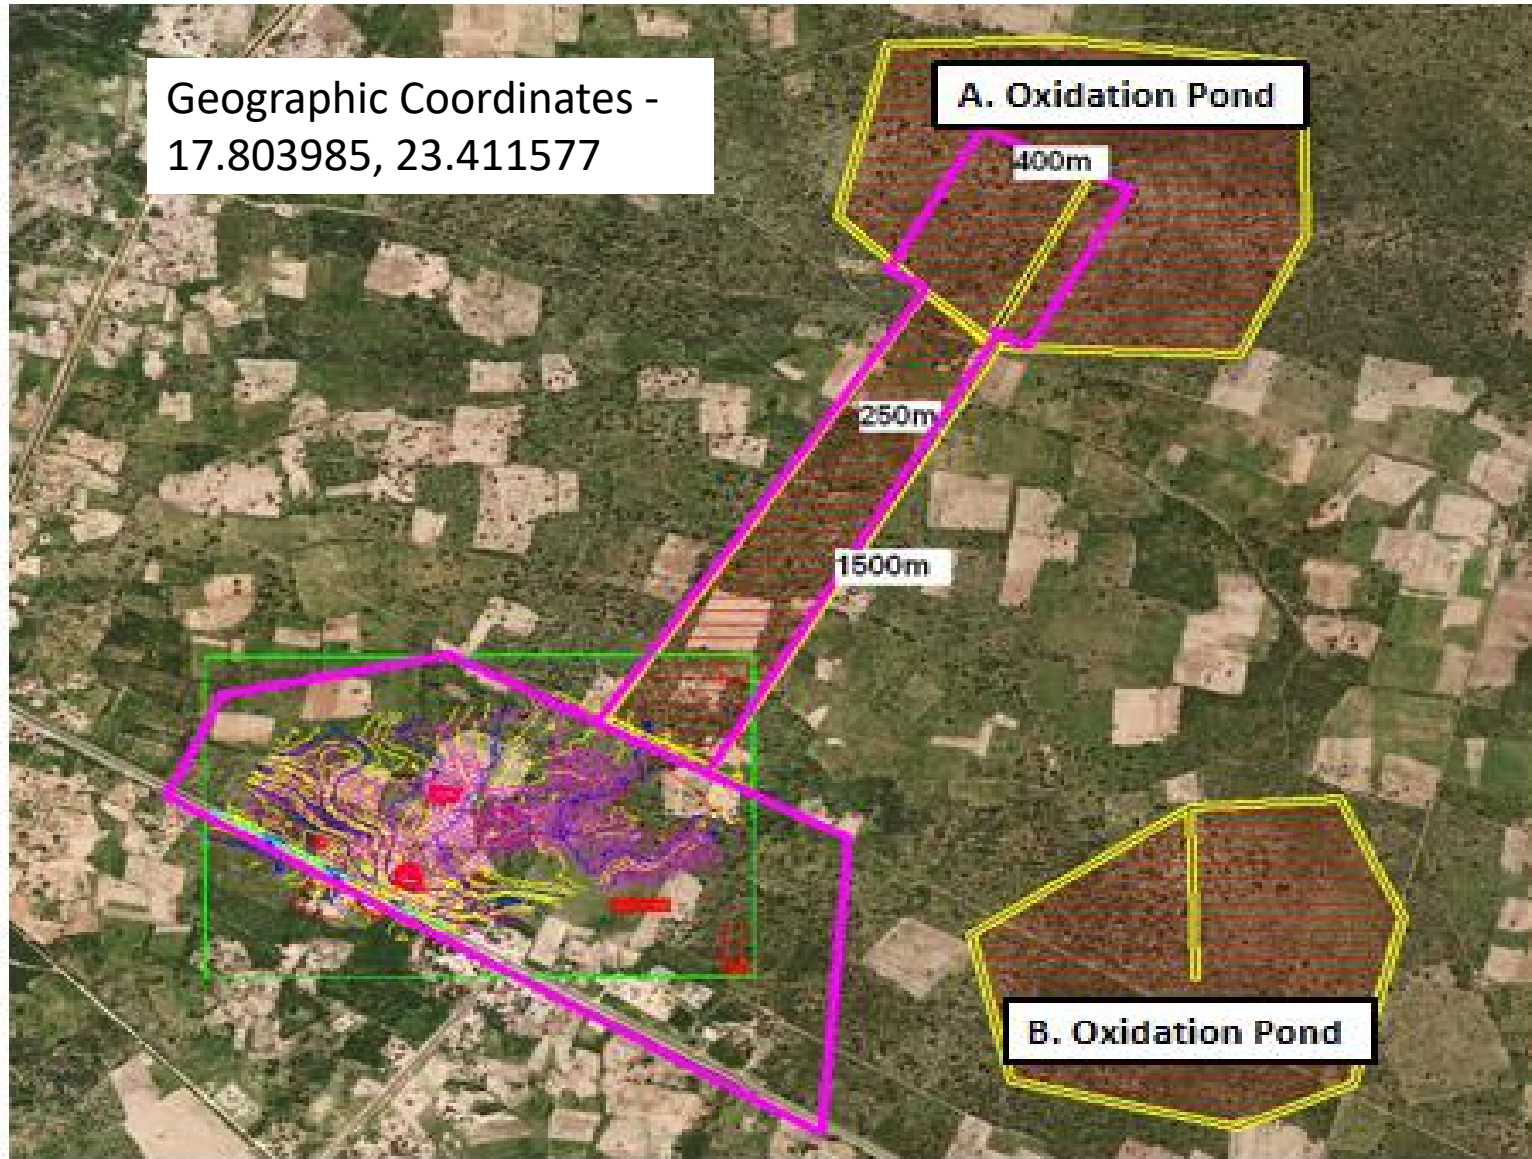 Geographic Coordinates -
17.803985, 23.411577
A. Oxidation Pond
400m
250m
1500m
B. Oxidation Pond